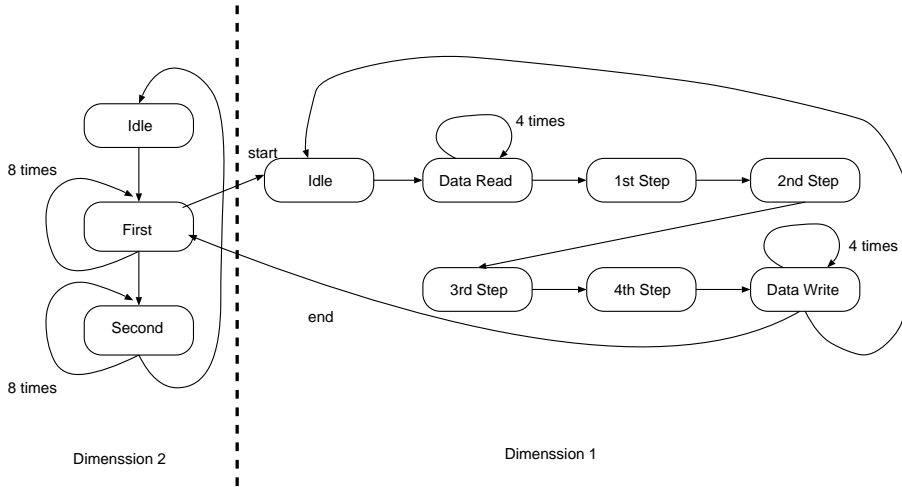 Idle
8 times
First
Second
8 times
Dimenssion 2
start
Idle
4 times
Data Read
1st Step
2nd Step
3rd Step
4th Step
Data Write
4 times
end
Dimenssion 1